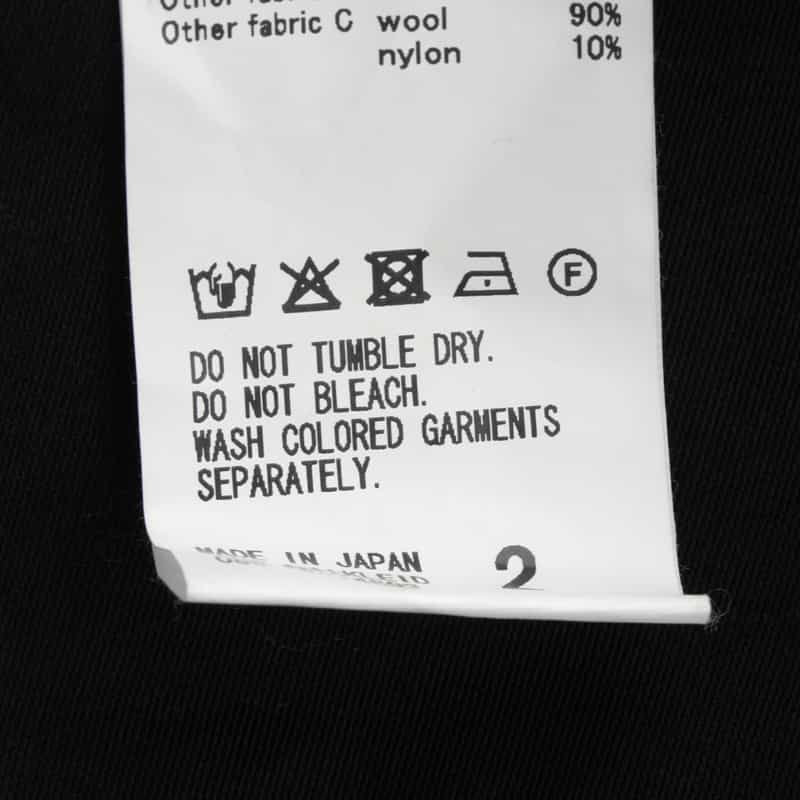 Other
Other fabric C wool 90%
nylon 10%
F
DO NOT TUMBLE DRY.
DO NOT BLEACH.
WASH COLORED GARMENTS
SEPARATELY.
MADE IN JAPAN 2